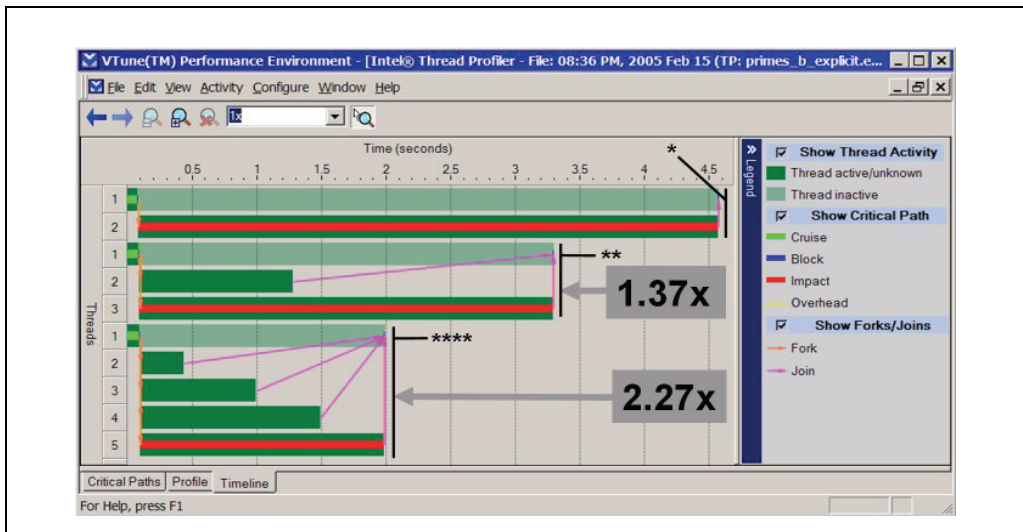 VTune(TM) Performance Environment - [Intel® Thread Profiler - File: 08:36 PM, 2005 Feb 15 (TP: primes_b_explicit.e...
File Edit View Activity Configure Window Help
1x
Time (seconds)
*
0.5 1 1.5 2 2.5 3 3.5 4 4.5
Threads
1
2
1
**
2
1.37x
3
1
****
2
3
2.27x
4
5
Legend
Show Thread Activity
Thread active/unknown
Thread inactive
Show Critical Path
Cruise
Block
Impact
Overhead
Show Forks/Joins
Fork
Join
Critical Paths Profile Timeline
For Help, press F1